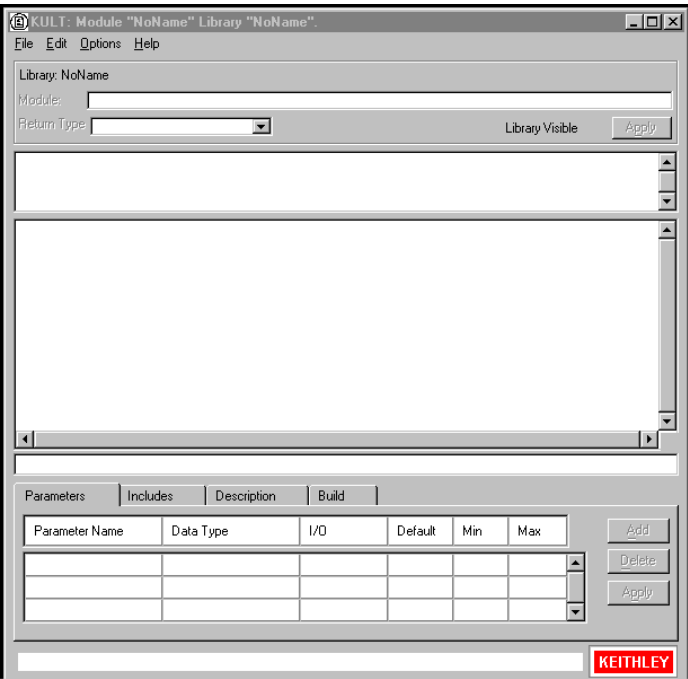 KULT: Module "NoName" Library "NoName".
File Edit Options Help
Library: NoName
Module:
Return Type
Library Visible Apply
Parameters Includes Description Build
Parameter Name Data Type I/O Default Min Max
Add
Delete
Apply
KEITHLEY